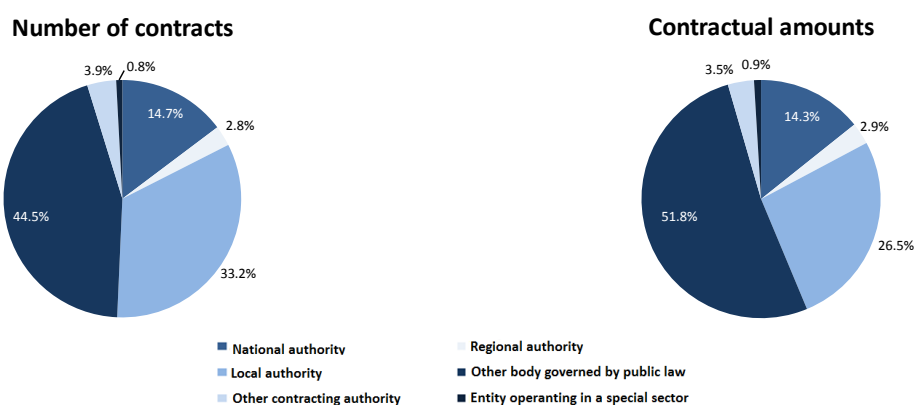 Number of contracts
Contractual amounts
3.9%
0.8%
14.7%
2.8%
44.5%
33.2%
3.5%
0.9%
14.3%
2.9%
51.8%
26.5%
National authority
Regional authority
Local authority
Other body governed by public law
Other contracting authority
Entity operanting in a special sector